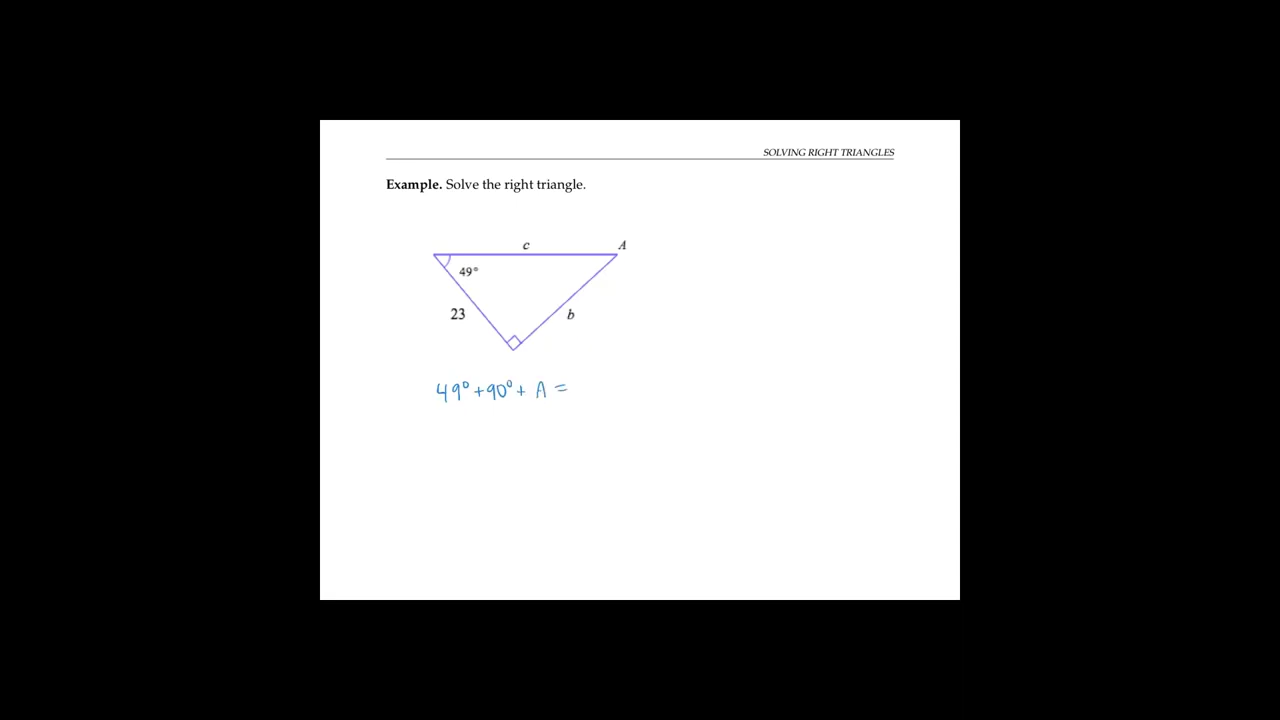 SOLVING RIGHT TRIANGLES
Example. Solve the right triangle.
c
A
49°
23
b
49° + 90° + A =